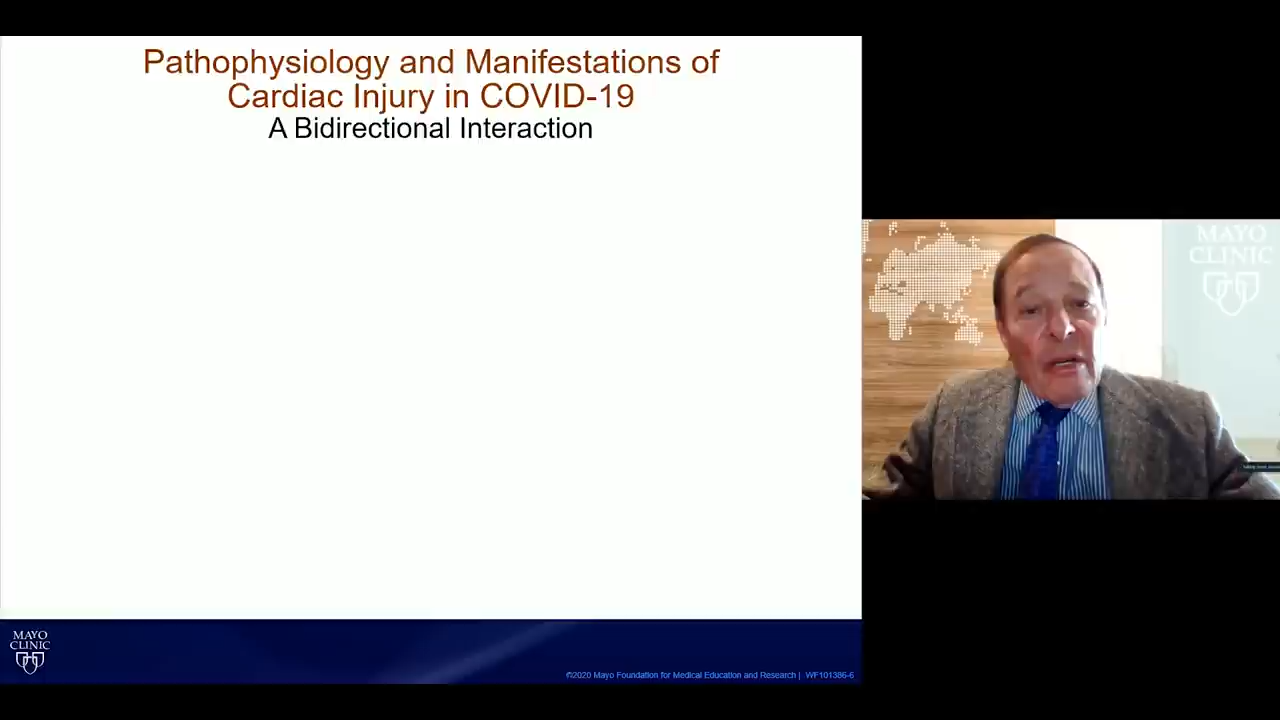 Pathophysiology and Manifestations of
Cardiac Injury in COVID-19
A Bidirectional Interaction
MAYO
CLINIC
MAYO
CLINIC
©2020 Mayo Foundation for Medical Education and Research | WF101386-6